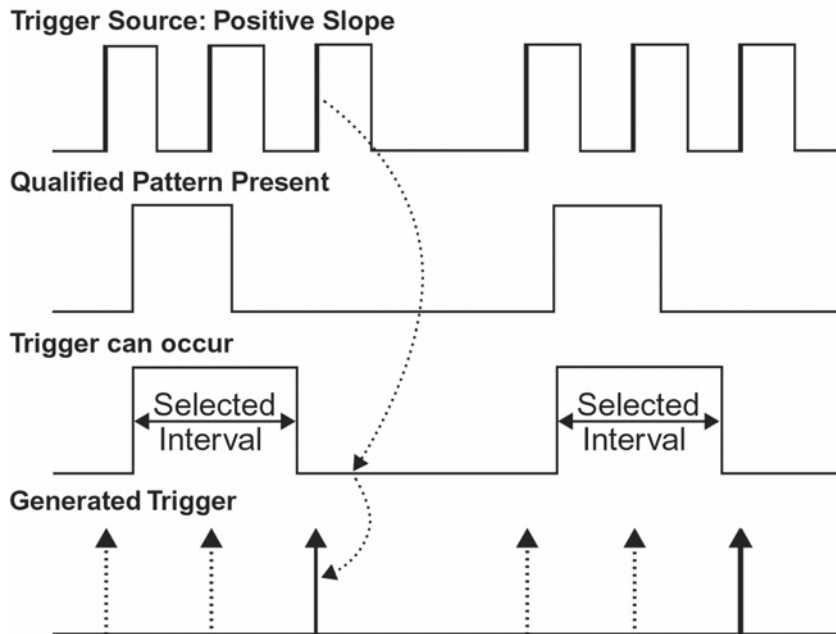 Trigger Source: Positive Slope
Qualified Pattern Present
Trigger can occur
Selected
Interval
Selected
Interval
Generated Trigger